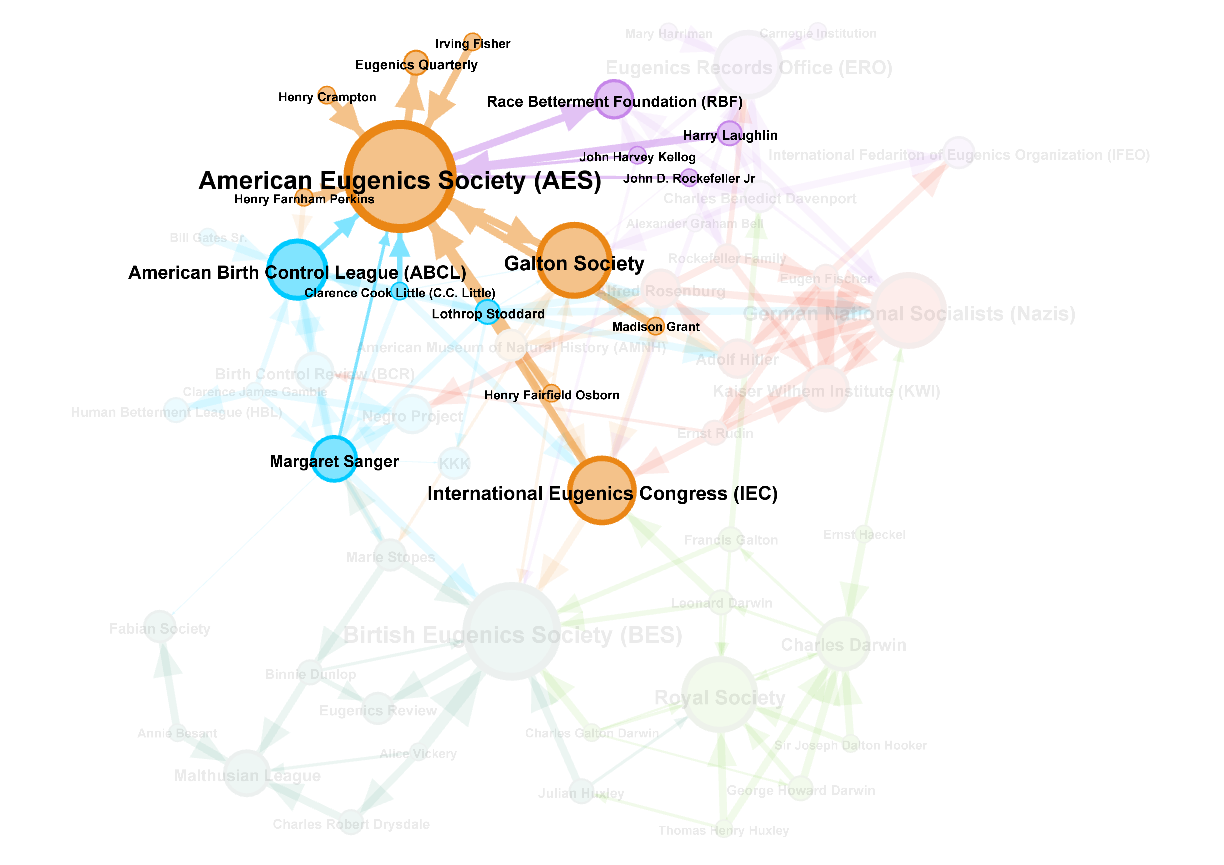 Mary Harriman
Carnegie Institution
Irving Fisher
Eugenics Quarterly
Eugenics Records Office (ERO)
Henry Crampton
Race Betterment Foundation (RBF)
Harry Laughlin
John Harvey Kellog
International Fedariton of Eugenics Organization (IFEO)
American Eugenics Society (AES)
John D. Rockefeller Jr
Henry Farnham Perkins
Charles Benedict Davenport
Alexander Graham Bell
Bill Gates Sr.
Rockefeller Family
Galton Society
American Birth Control League (ABCL)
Eugen Fischer
Clarence Cook Little (C.C. Little)
Alfred Rosenburg
Lothrop Stoddard
German National Socialists (Nazis)
Madison Grant
American Museum of Natural History (AMNH)
Adolf Hitler
Birth Control Review (BCR)
Clarence James Gamble
Kaiser Wilhem Institute (KWI)
Henry Fairfield Osborn
Human Betterment League (HBL)
Negro Project
Ernst Rudin
Margaret Sanger
KKK
International Eugenics Congress (IEC)
Francis Galton
Ernst Haeckel
Marie Stopes
Leonard Darwin
Fabian Society
Birtish Eugenics Society (BES)
Charles Darwin
Binnie Dunlop
Royal Society
Eugenics Review
Annie Besant
Charles Galton Darwin
Sir Joseph Dalton Hooker
Alice Vickery
Malthusian League
Julian Huxley
George Howard Darwin
Charles Robert Drysdale
Thomas Henry Huxley